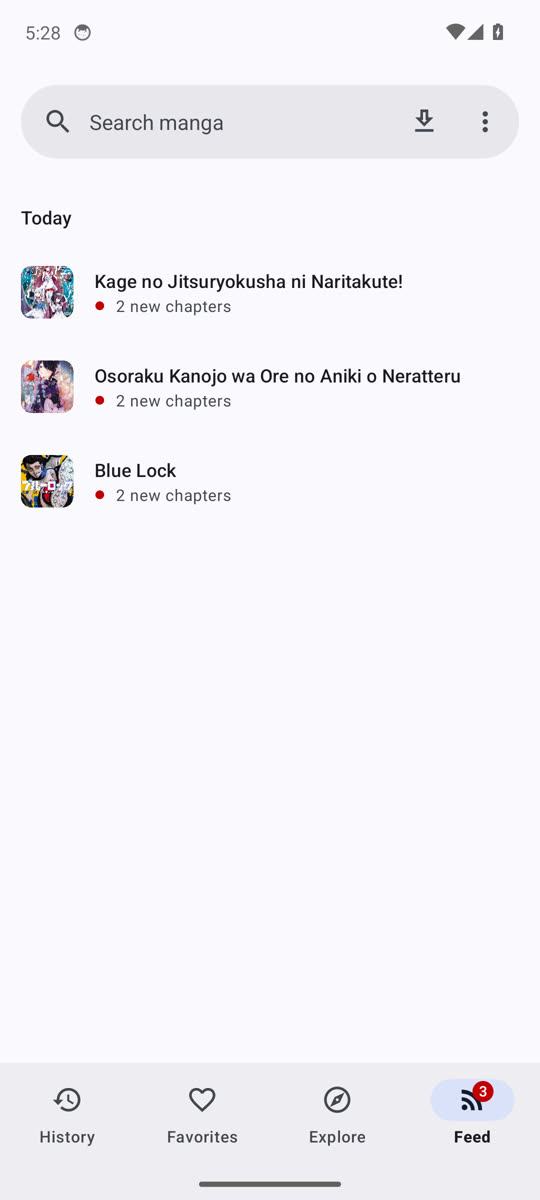 5:28
Search manga
Today
Kage no Jitsuryokusha ni Naritakute!
2 new chapters
Osoraku Kanojo wa Ore no Aniki o Neratteru
2 new chapters
Blue Lock
2 new chapters
3
History
Favorites
Explore
Feed